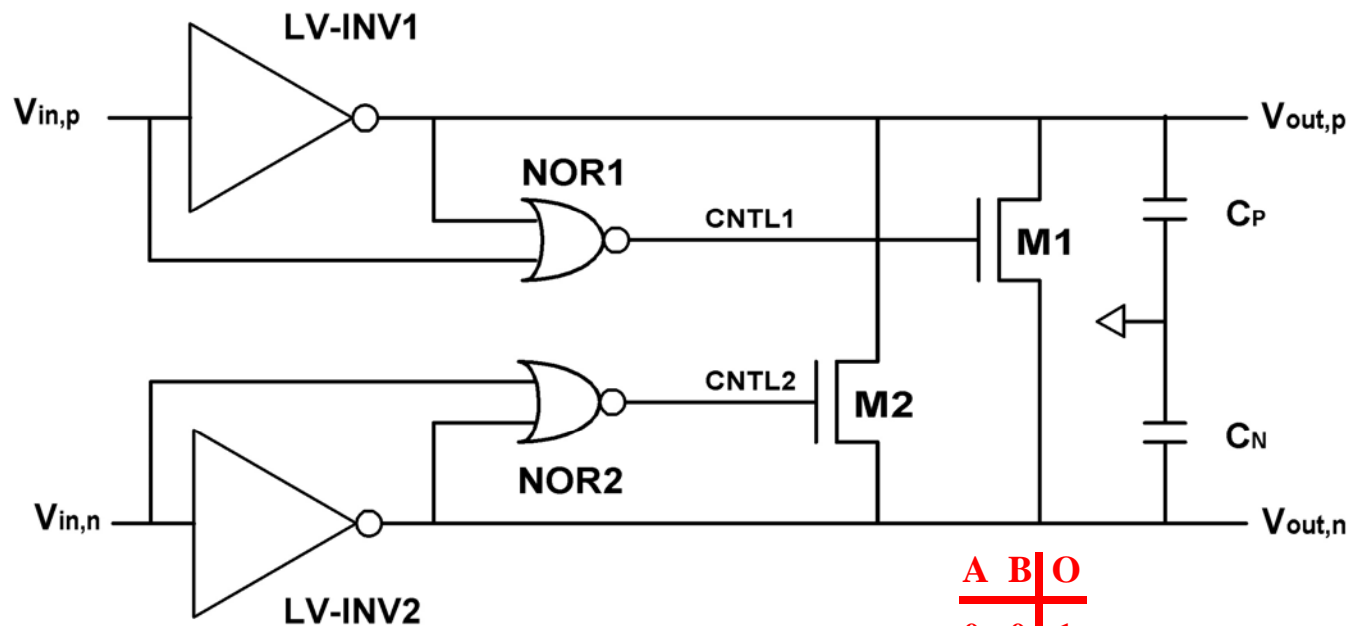 LV-INV1
Vin,p
Vout,p
NOR1
CNTL1
M1
CP
CNTL2
M2
CN
NOR2
Vin,n
Vout,n
LV-INV2
A B O